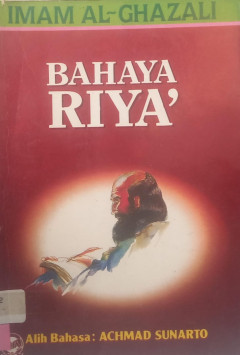 IMAM AL-GHAZALI
BAHAYA
RIYA'
Alih Bahasa: ACHMAD SUNARTO